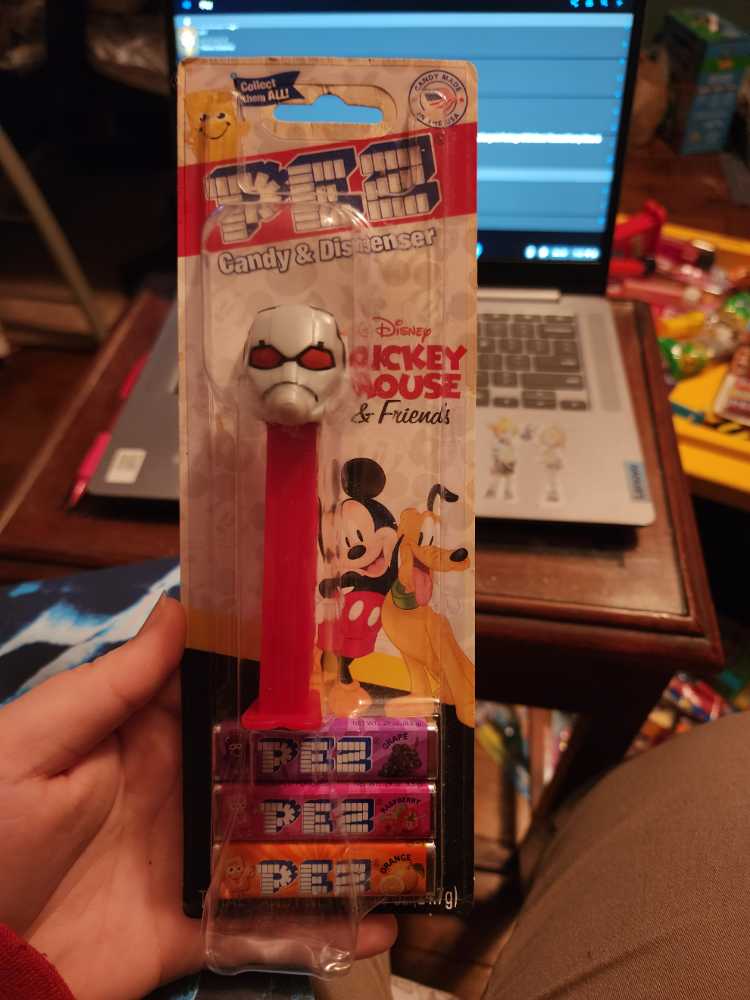 Collect
them ALL!
CANDY MADE
IN THE USA
PEZ
Candy & Dispenser
Disney
MICKEY
MOUSE
& Friends
Lenovo
PEZ
GRAPE
PEZ
RASPBERRY
PEZ
ORANGE